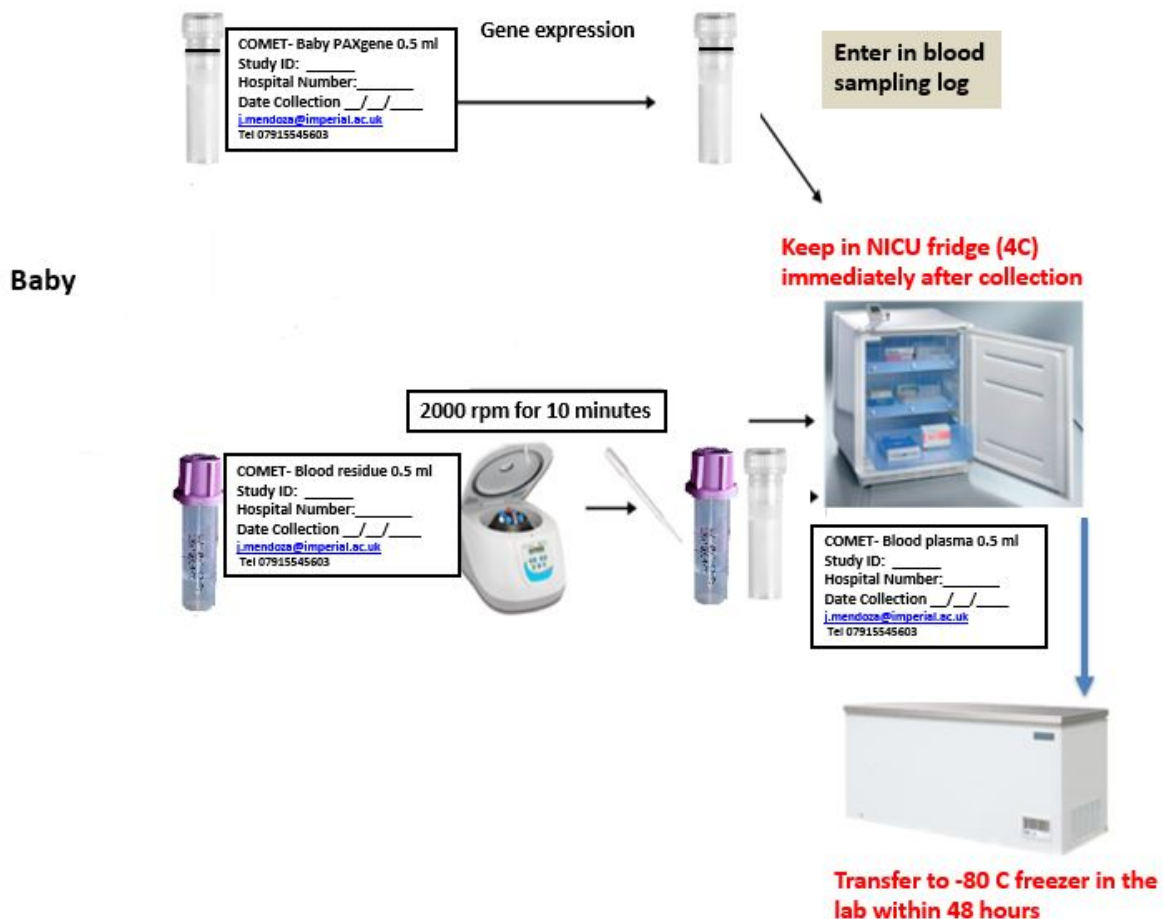 COMET- Baby PAXgene 0.5 ml
Study ID: ______
Hospital Number:_______
Date Collection __/__/____
j.mendoza@imperial.ac.uk
Tel 07915545603
Gene expression
Enter in blood
sampling log
Baby
Keep in NICU fridge (4C)
immediately after collection
2000 rpm for 10 minutes
COMET- Blood residue 0.5 ml
Study ID: ______
Hospital Number:_______
Date Collection __/__/____
j.mendoza@imperial.ac.uk
Tel 07915545603
COMET- Blood plasma 0.5 ml
Study ID: ______
Hospital Number:_______
Date Collection __/__/____
j.mendoza@imperial.ac.uk
Tel 07915545603
Transfer to -80 C freezer in the
lab within 48 hours